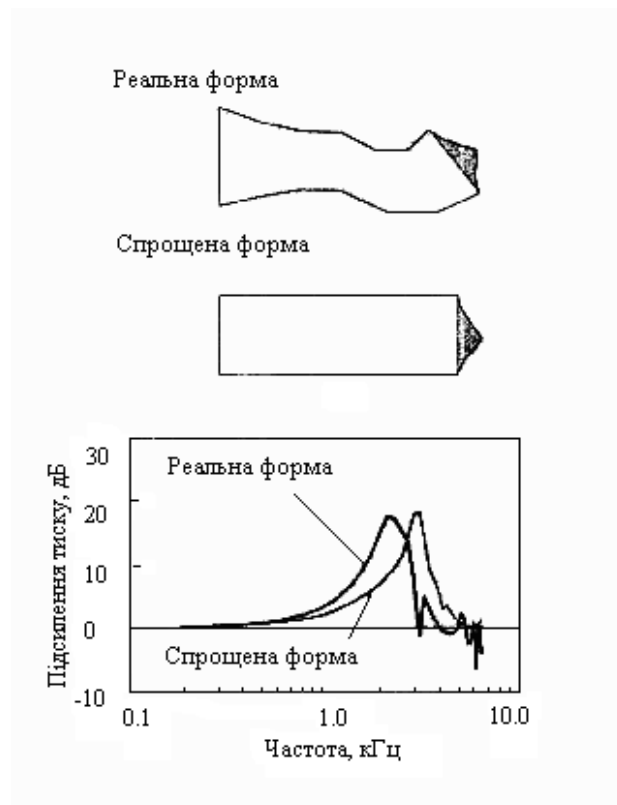 Реальна форма
Спрощена форма
Підсилення тиску, дБ
30
20
10
0
-10
Реальна форма
Спрощена форма
0.1
1.0
10.0
Частота, кГц